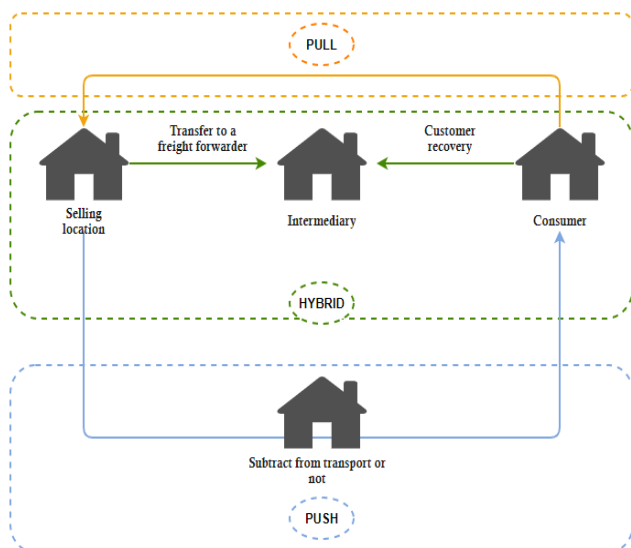 PULL
Transfer to a
freight forwarder
Customer
recovery
Selling
location
Intermediary
Consumer
HYBRID
Subtract from transport or
not
PUSH